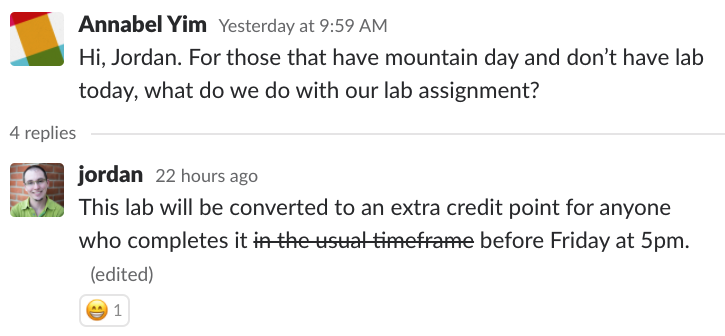 Annabel Yim Yesterday at 9:59 AM
Hi, Jordan. For those that have mountain day and don’t have lab
today, what do we do with our lab assignment?
4 replies
jordan 22 hours ago
This lab will be converted to an extra credit point for anyone
who completes it in the usual timeframe before Friday at 5pm.
(edited)
1